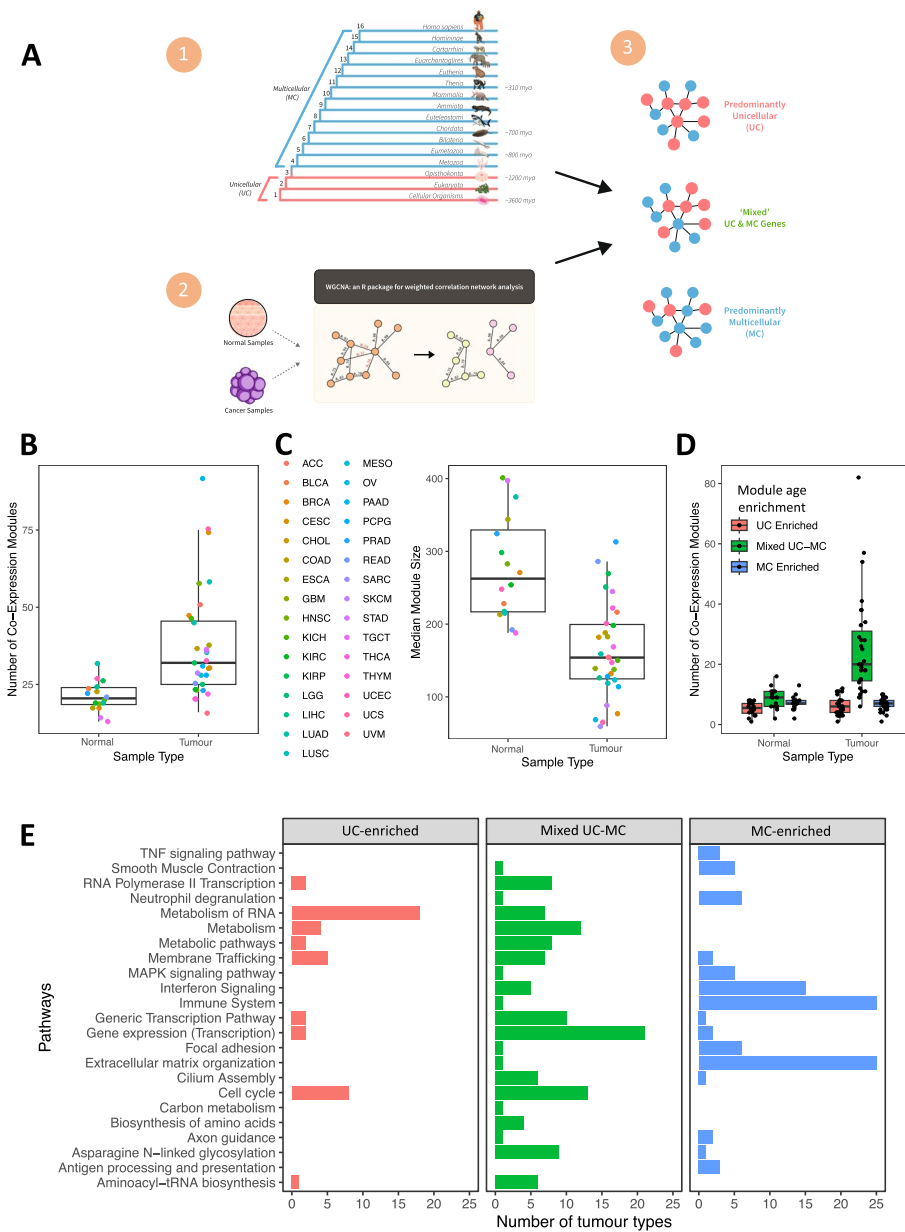 A
1
16
Homo sapiens
15
Homininae
14
Cartarrhini
13
Euarchontoglires
12
Eutheria
11
Theria
~310 mya
10
Mammalia
9
Amniota
8
Euteleostomi
7
Chordata
~700 mya
6
Bilateria
5
Eumetazoa
~800 mya
4
Metazoa
3
Opisthokonta
~1200 mya
2
Eukaryota
1
Cellular Organisms
~3600 mya
Multicellular
(MC)
Unicellular
(UC)
2
Normal Samples
Cancer Samples
WGCNA: an R package for weighted correlation network analysis
3
Predominantly
Unicellular
(UC)
'Mixed'
UC & MC Genes
Predominantly
Multicellular
(MC)
B
Number of Co-Expression Modules
75
50
25
Normal
Tumour
Sample Type
C
ACC
BLCA
BRCA
CESC
CHOL
COAD
ESCA
GBM
HNSC
KICH
KIRC
KIRP
LGG
LIHC
LUAD
LUSC
MESO
OV
PAAD
PCPG
PRAD
READ
SARC
SKCM
STAD
TGCT
THCA
THYM
UCEC
UCS
UVM
Median Module Size
400
300
200
100
Normal
Tumour
Sample Type
D
Number of Co-Expression Modules
80
60
40
20
0
Module age
enrichment
UC Enriched
Mixed UC−MC
MC Enriched
Normal
Tumour
Sample Type
E
UC-enriched
Mixed UC-MC
MC-enriched
Pathways
TNF signaling pathway
Smooth Muscle Contraction
RNA Polymerase II Transcription
Neutrophil degranulation
Metabolism of RNA
Metabolism
Metabolic pathways
Membrane Trafficking
MAPK signaling pathway
Interferon Signaling
Immune System
Generic Transcription Pathway
Gene expression (Transcription)
Focal adhesion
Extracellular matrix organization
Cilium Assembly
Cell cycle
Carbon metabolism
Biosynthesis of amino acids
Axon guidance
Asparagine N−linked glycosylation
Antigen processing and presentation
Aminoacyl−tRNA biosynthesis
0 5 10 15 20 25
0 5 10 15 20 25
0 5 10 15 20 25
Number of tumour types